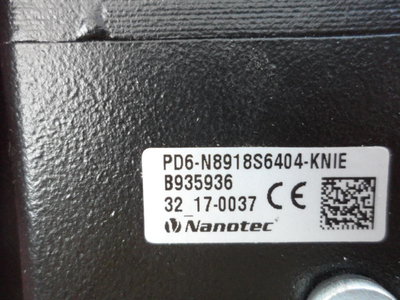 PD6-N8918S6404-KNIE
B935936
32_17-0037 CE
Nanotec